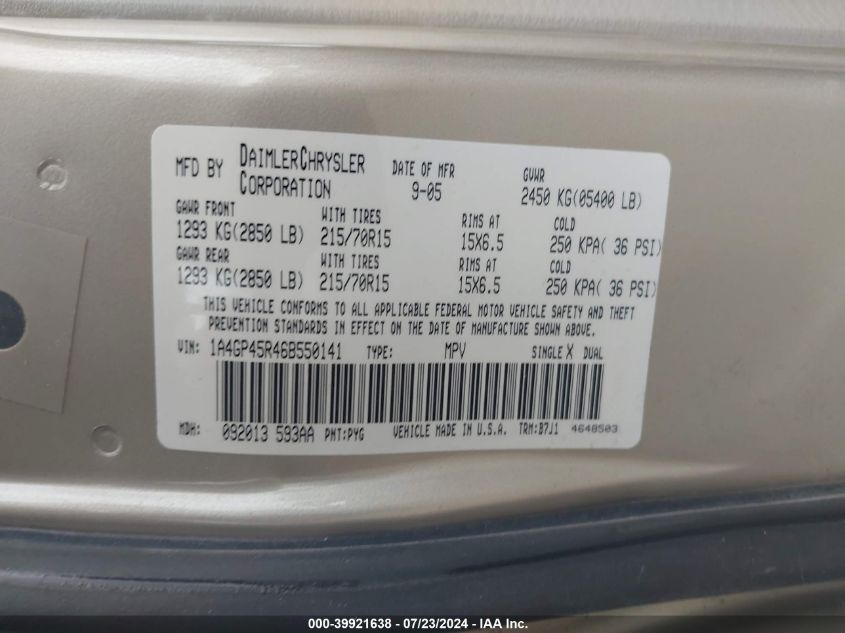 MFD BY DAIMLERCHRYSLER CORPORATION DATE OF MFR 9-05 GVWR 2450 KG(05400 LB)
GAWR FRONT WITH TIRES RIMS AT COLD
1293 KG(2850 LB) 215/70R15 15X6.5 250 KPA( 36 PSI)
GAWR REAR WITH TIRES RIMS AT COLD
1293 KG(2850 LB) 215/70R15 15X6.5 250 KPA( 36 PSI)
THIS VEHICLE CONFORMS TO ALL APPLICABLE FEDERAL MOTOR VEHICLE SAFETY AND THEFT
PREVENTION STANDARDS IN EFFECT ON THE DATE OF MANUFACTURE SHOWN ABOVE.
VIN: 1A4GP45R46B550141 TYPE: MPV SINGLE X DUAL
MDH: 092013 593AA PNT:PYG VEHICLE MADE IN U.S.A. TRM:B7J1 4648503
000-39921638 - 07/23/2024 - IAA Inc.